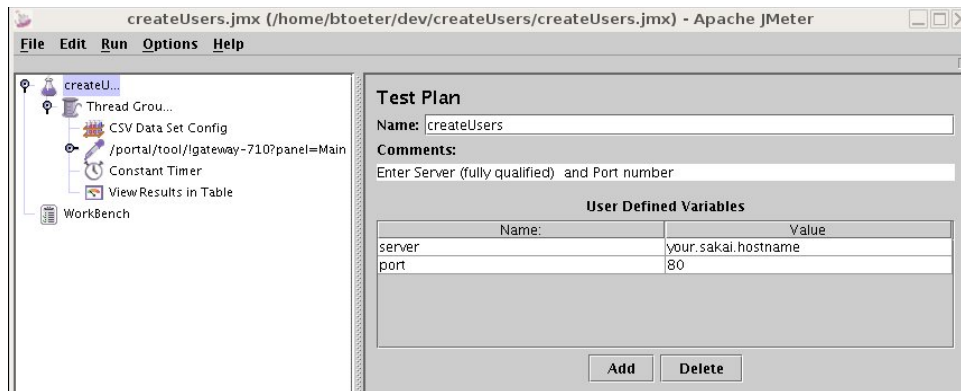 createUsers.jmx (/home/btoeter/dev/createUsers/createUsers.jmx) - Apache JMeter
File Edit Run Options Help
createU...
Thread Grou...
CSV Data Set Config
/portal/tool/!gateway-710?panel=Main
Constant Timer
View Results in Table
WorkBench
Test Plan
Name: createUsers
Comments:
Enter Server (fully qualified) and Port number
User Defined Variables
Name: Value
server your.sakai.hostname
port 80
Add Delete